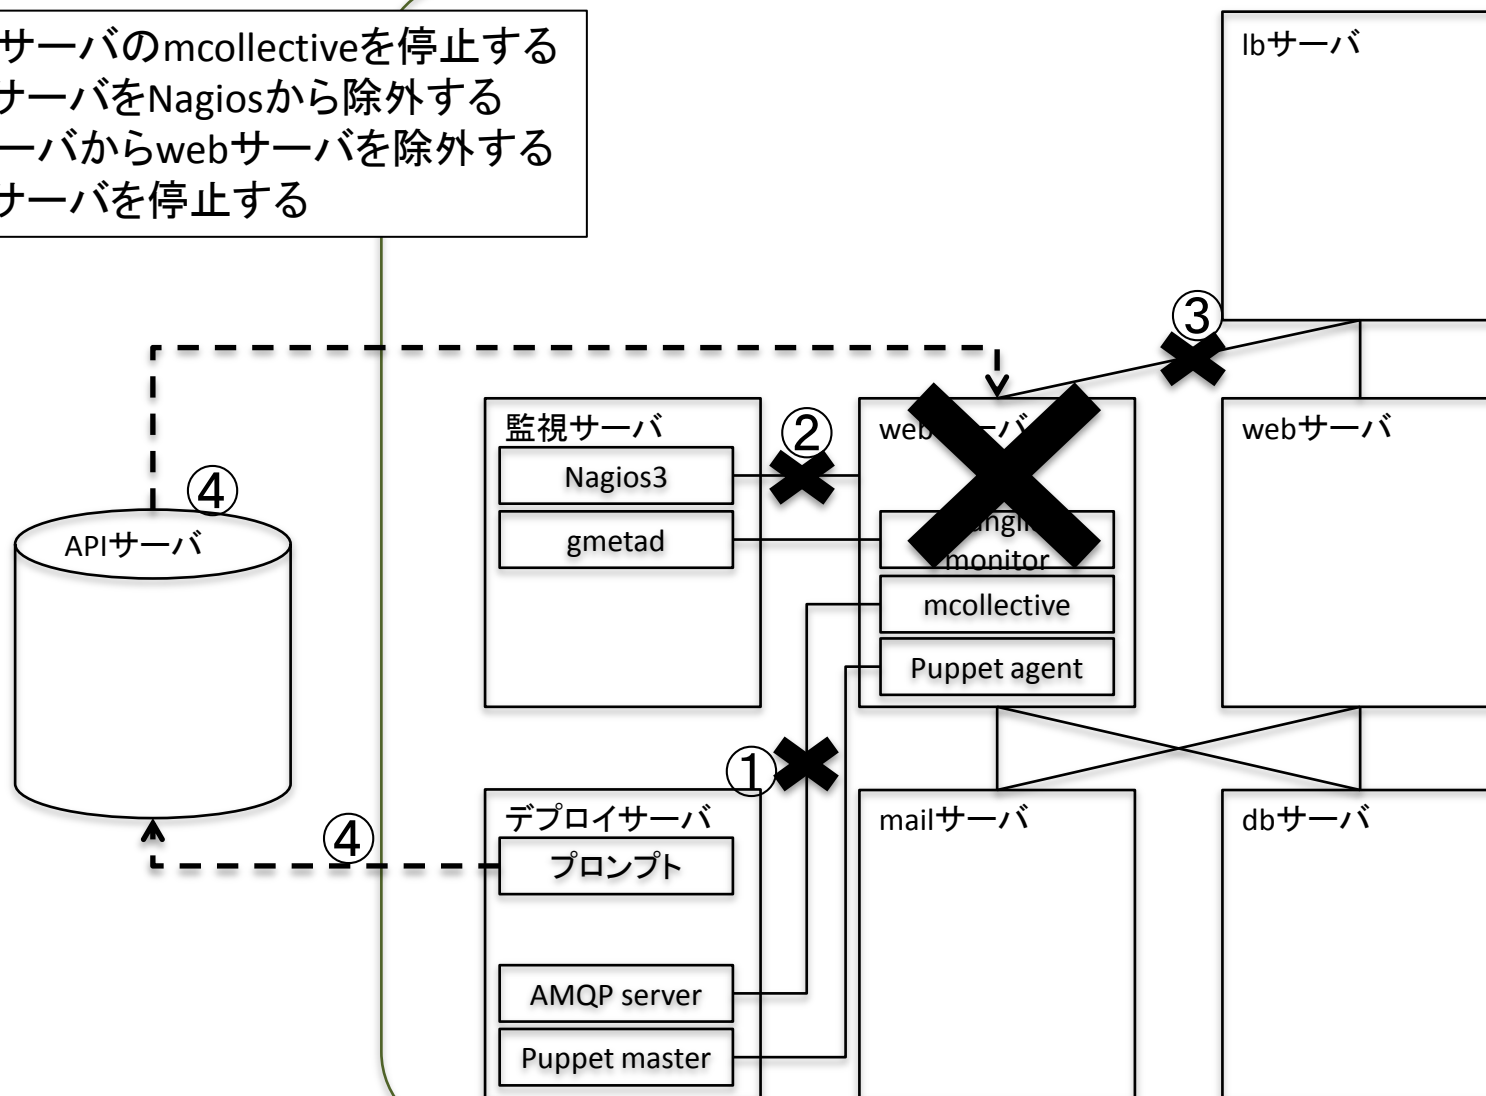 サーバのmcollectiveを停止する
サーバをNagiosから除外する
ーバからwebサーバを除外する
サーバを停止する
lbサーバ
③
監視サーバ
②
web
ーバ
webサーバ
Nagios3
④
APIサーバ
gmetad
monitor
mcollective
Puppet agent
①
デプロイサーバ
mailサーバ
dbサーバ
④
プロンプト
AMQP server
Puppet master